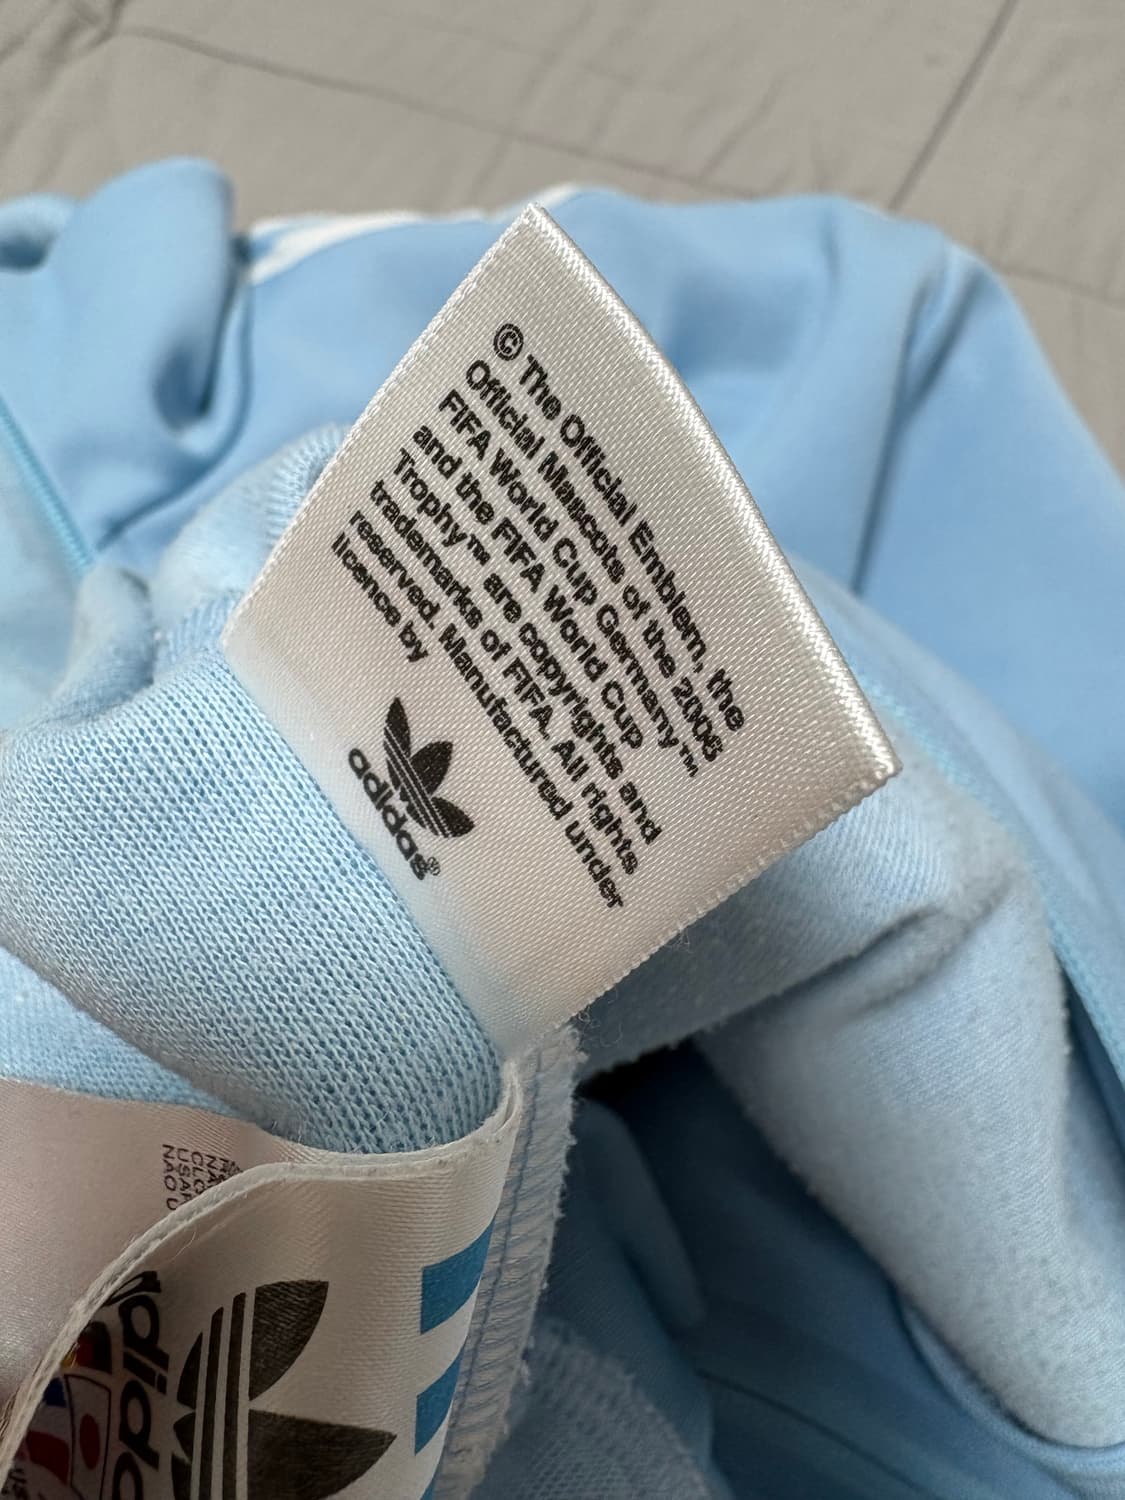 © The Official Emblem, the
Official Mascots of the 2006
FIFA World Cup Germany™
and the FIFA World Cup
Trophy™ are copyrights and
trademarks of FIFA. All rights
reserved. Manufactured under
licence by
adidas®